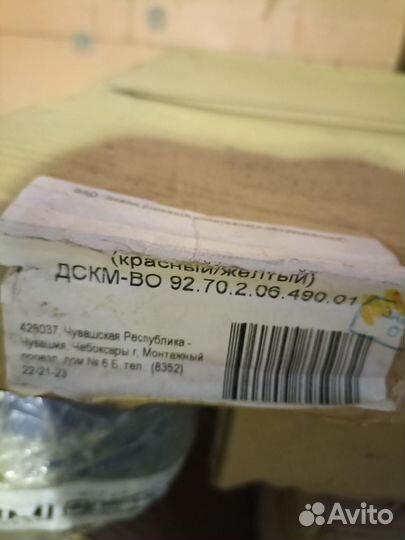 (красный/желтый)
ДСКМ-ВО 92.70.2.06.490.01
428037, Чувашская Республика -
Чувашия, Чебоксары г, Монтажный
проезд, дом № 6 Б, тел. (8352)
22-21-23
Avito